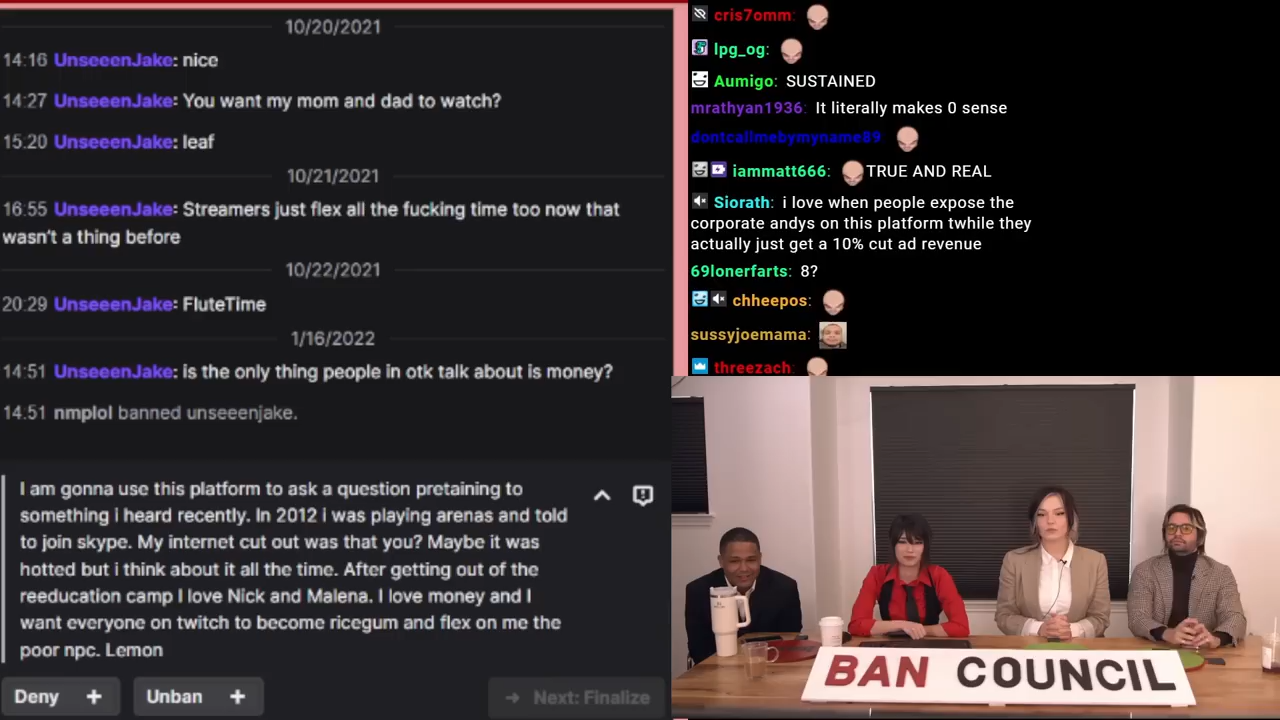 10/20/2021
14:16 UnseeenJake: nice
14:27 UnseeenJake: You want my mom and dad to watch?
15.20 UnseeenJake: leaf
10/21/2021
16:55 UnseeenJake: Streamers just flex all the fucking time too now that
wasn't a thing before
10/22/2021
20:29 UnseeenJake: FluteTime
1/16/2022
14:51 UnseeenJake: is the only thing people in otk talk about is money?
14:51 nmplol banned unseeenjake.
I am gonna use this platform to ask a question pretaining to
something i heard recently. In 2012 i was playing arenas and told
to join skype. My internet cut out was that you? Maybe it was
hotted but i think about it all the time. After getting out of the
reeducation camp I love Nick and Malena. I love money and I
want everyone on twitch to become ricegum and flex on me the
poor npc. Lemon
Deny +
Unban +
→ Next: Finalize
cris7omm:
lpg_og:
Aumigo: SUSTAINED
mrathyan1936: It literally makes 0 sense
dontcallmebymyname89
iammatt666: TRUE AND REAL
Siorath: i love when people expose the
corporate andys on this platform twhile they
actually just get a 10% cut ad revenue
69lonerfarts: 8?
chheepos:
sussyjoemama:
threezach:
BAN COUNCIL